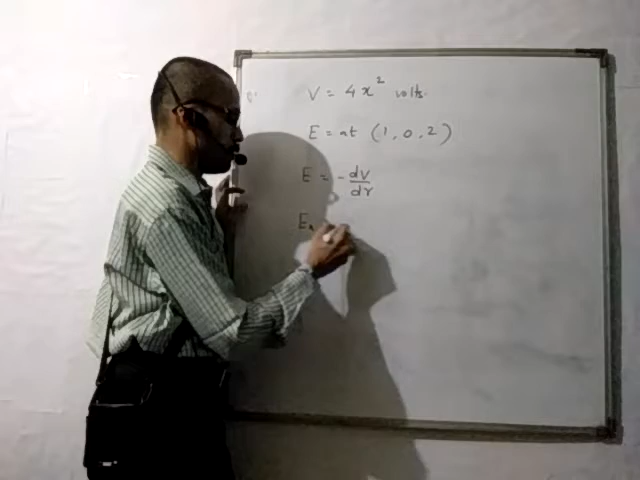 V = 4x² volts.
E = at (1, 0, 2)
E = - dV/dr
E